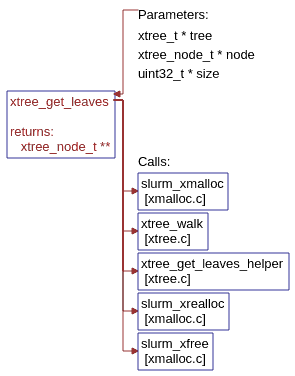 Parameters:
xtree_t * tree
xtree_node_t * node
uint32_t * size
xtree_get_leaves
returns:
xtree_node_t **
Calls:
slurm_xmalloc
[xmalloc.c]
xtree_walk
[xtree.c]
xtree_get_leaves_helper
[xtree.c]
slurm_xrealloc
[xmalloc.c]
slurm_xfree
[xmalloc.c]